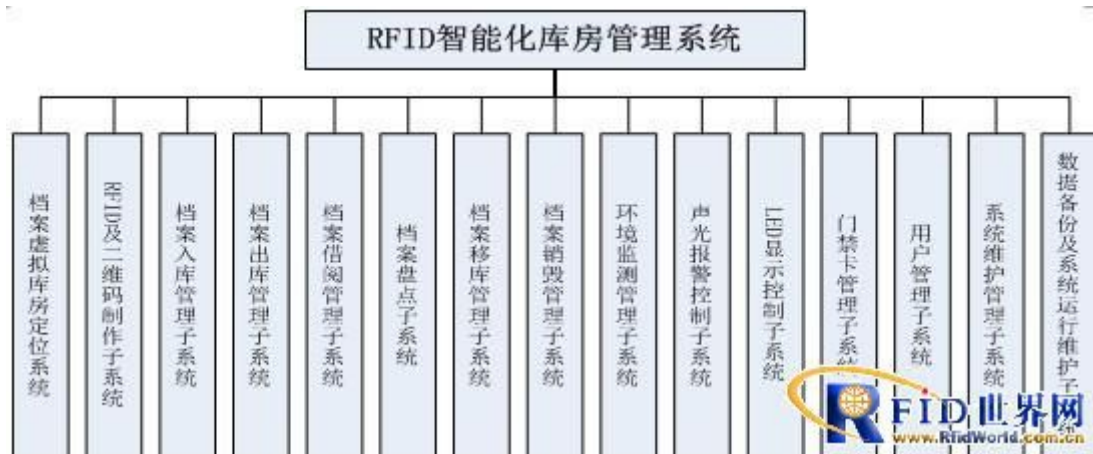 RFID智能化库房管理系统
档案虚拟库房定位系统
RFID及二维码制作子系统
档案入库管理子系统
档案出库管理子系统
档案借阅管理子系统
档案盘点子系统
档案移库管理子系统
档案销毁管理子系统
环境监测管理子系统
声光报警控制子系统
LED显示控制子系统
门禁卡管理子系统
用户管理子系统
系统维护管理子系统
数据备份及系统运行维护子系统
RFID世界网
www.RfidWorld.com.cn